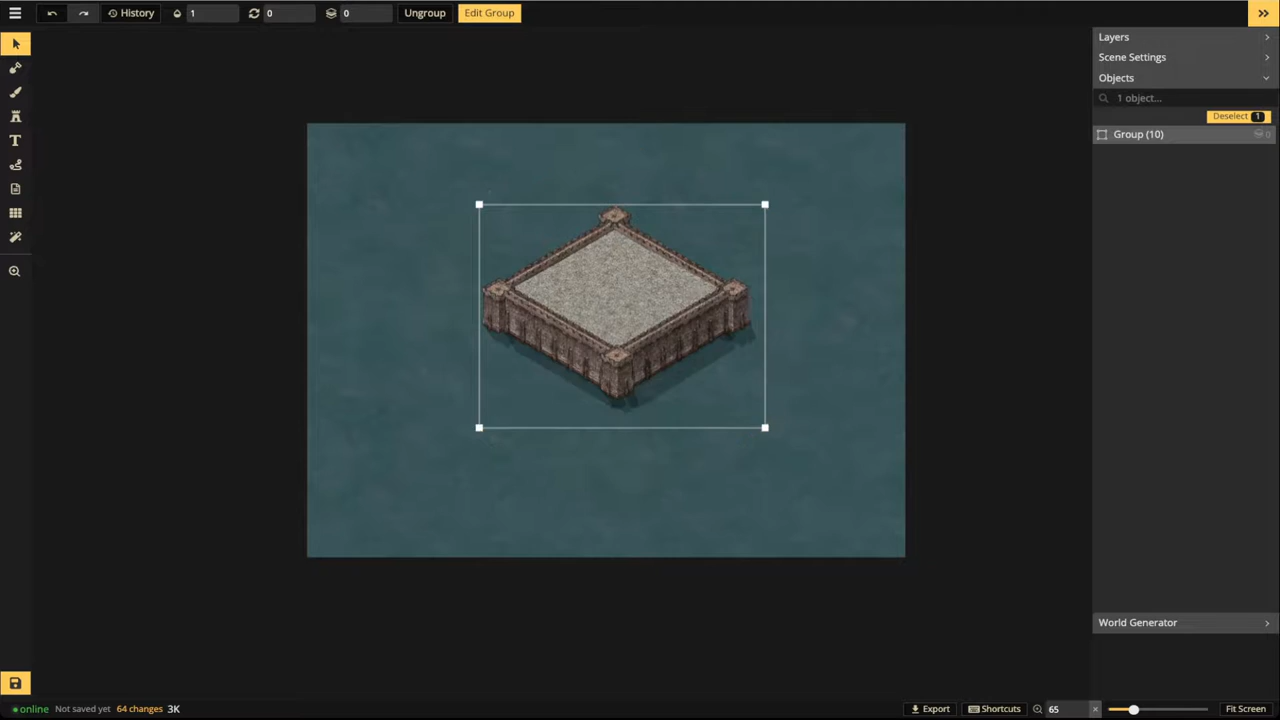 History 1 0 0 Ungroup Edit Group
Layers
Scene Settings
Objects
1 object...
Deselect 1
Group (10) 0
World Generator
online Not saved yet 64 changes 3K Export Shortcuts 65 × Fit Screen